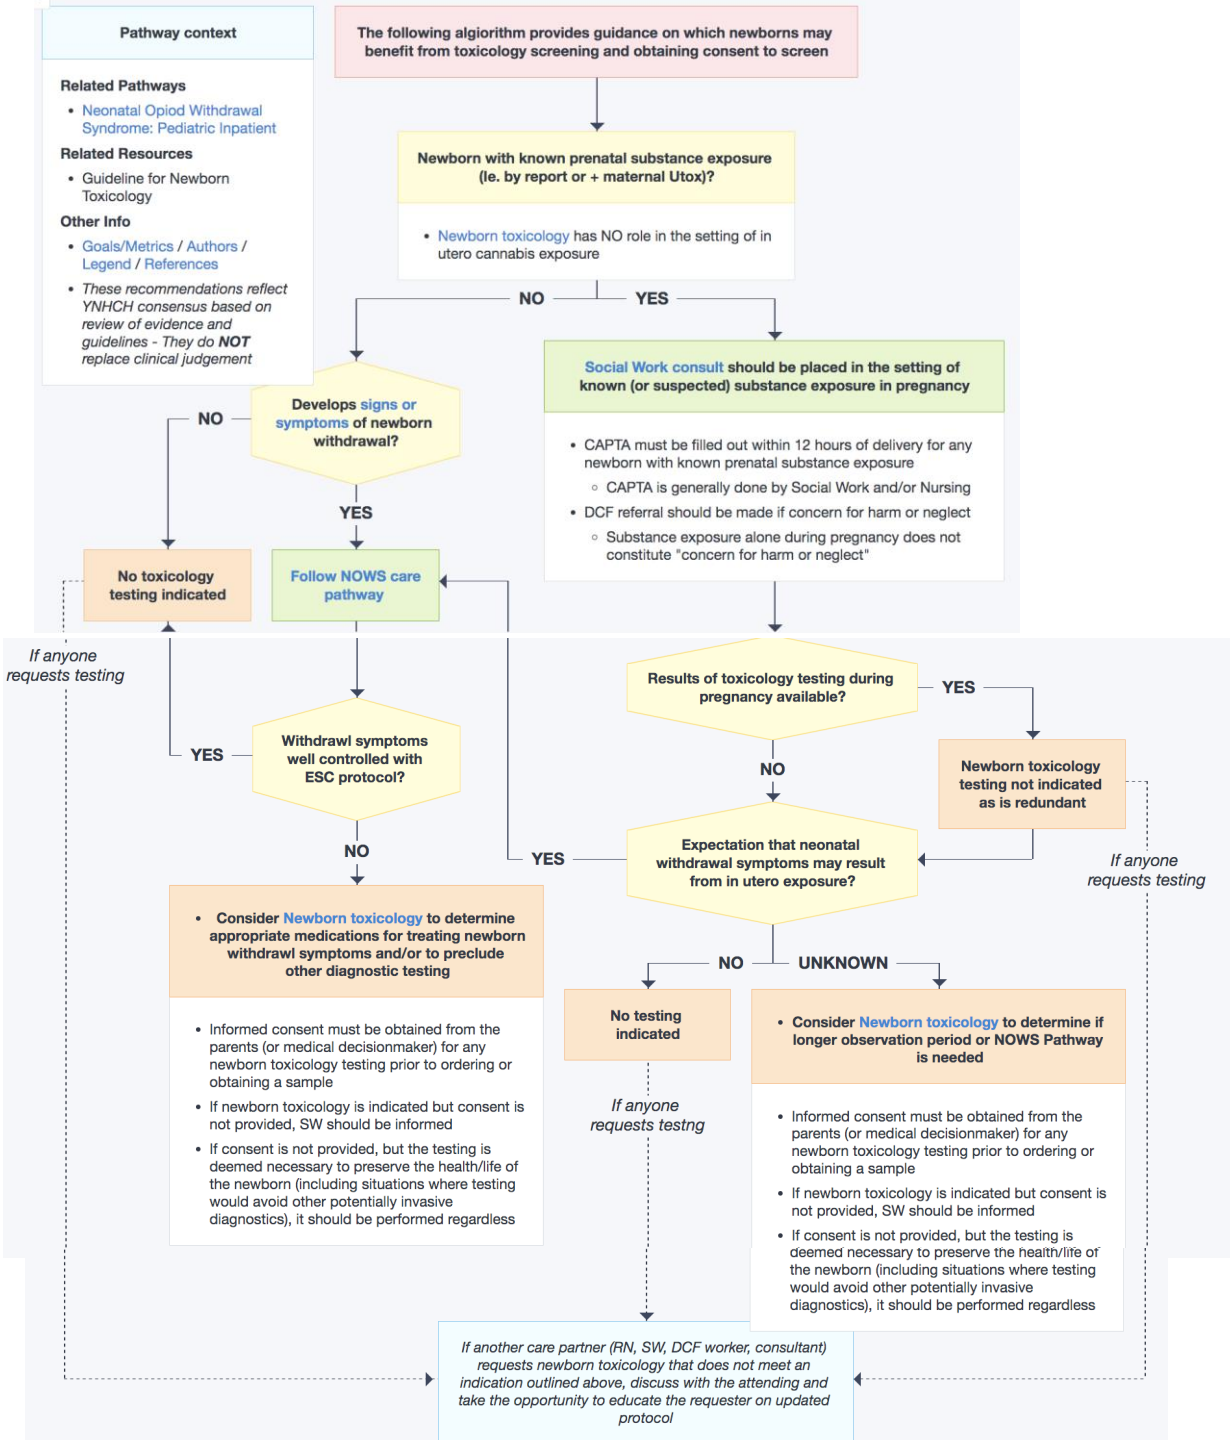 Pathway context
Related Pathways
• Neonatal Opiod Withdrawal
Syndrome: Pediatric Inpatient
Related Resources
• Guideline for Newborn
Toxicology
Other Info
• Goals/Metrics / Authors /
Legend / References
• These recommendations reflect
YNHCH consensus based on
review of evidence and
guidelines - They do NOT
replace clinical judgement
The following algiorithm provides guidance on which newborns may
benefit from toxicology screening and obtaining consent to screen
Newborn with known prenatal substance exposure
(Ie. by report or + maternal Utox)?
• Newborn toxicology has NO role in the setting of in
utero cannabis exposure
NO
YES
Develops signs or
symptoms of newborn
withdrawal?
NO
YES
Social Work consult should be placed in the setting of
known (or suspected) substance exposure in pregnancy
• CAPTA must be filled out within 12 hours of delivery for any
newborn with known prenatal substance exposure
○ CAPTA is generally done by Social Work and/or Nursing
• DCF referral should be made if concern for harm or neglect
○ Substance exposure alone during pregnancy does not
constitute "concern for harm or neglect"
No toxicology
testing indicated
Follow NOWS care
pathway
If anyone
requests testing
Results of toxicology testing during
pregnancy available?
YES
NO
Withdrawl symptoms
well controlled with
ESC protocol?
YES
NO
Newborn toxicology
testing not indicated
as is redundant
Expectation that neonatal
withdrawal symptoms may result
from in utero exposure?
YES
If anyone
requests testing
• Consider Newborn toxicology to determine
appropriate medications for treating newborn
withdrawl symptoms and/or to preclude
other diagnostic testing
• Informed consent must be obtained from the
parents (or medical decisionmaker) for any
newborn toxicology testing prior to ordering or
obtaining a sample
• If newborn toxicology is indicated but consent is
not provided, SW should be informed
• If consent is not provided, but the testing is
deemed necessary to preserve the health/life of
the newborn (including situations where testing
would avoid other potentially invasive
diagnostics), it should be performed regardless
NO
UNKNOWN
No testing
indicated
If anyone
requests testng
• Consider Newborn toxicology to determine if
longer observation period or NOWS Pathway
is needed
• Informed consent must be obtained from the
parents (or medical decisionmaker) for any
newborn toxicology testing prior to ordering or
obtaining a sample
• If newborn toxicology is indicated but consent is
not provided, SW should be informed
• If consent is not provided, but the testing is
deemed necessary to preserve the health/life of
the newborn (including situations where testing
would avoid other potentially invasive
diagnostics), it should be performed regardless
If another care partner (RN, SW, DCF worker, consultant)
requests newborn toxicology that does not meet an
indication outlined above, discuss with the attending and
take the opportunity to educate the requester on updated
protocol